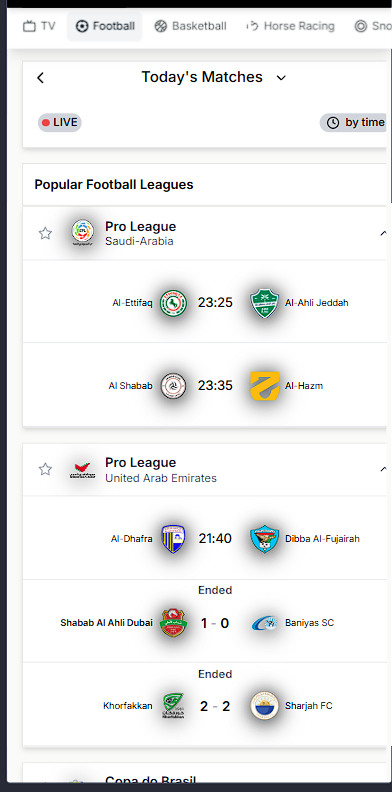 TV Football Basketball Horse Racing Sno
Today's Matches
LIVE by time
Popular Football Leagues
Pro League
Saudi-Arabia
Al-Ettifaq 23:25 Al-Ahli Jeddah
Al Shabab 23:35 Al-Hazm
Pro League
United Arab Emirates
Al-Dhafra 21:40 Dibba Al-Fujairah
Ended
Shabab Al Ahli Dubai 1 - 0 Baniyas SC
Ended
Khorfakkan 2 - 2 Sharjah FC
Copa do Brasil